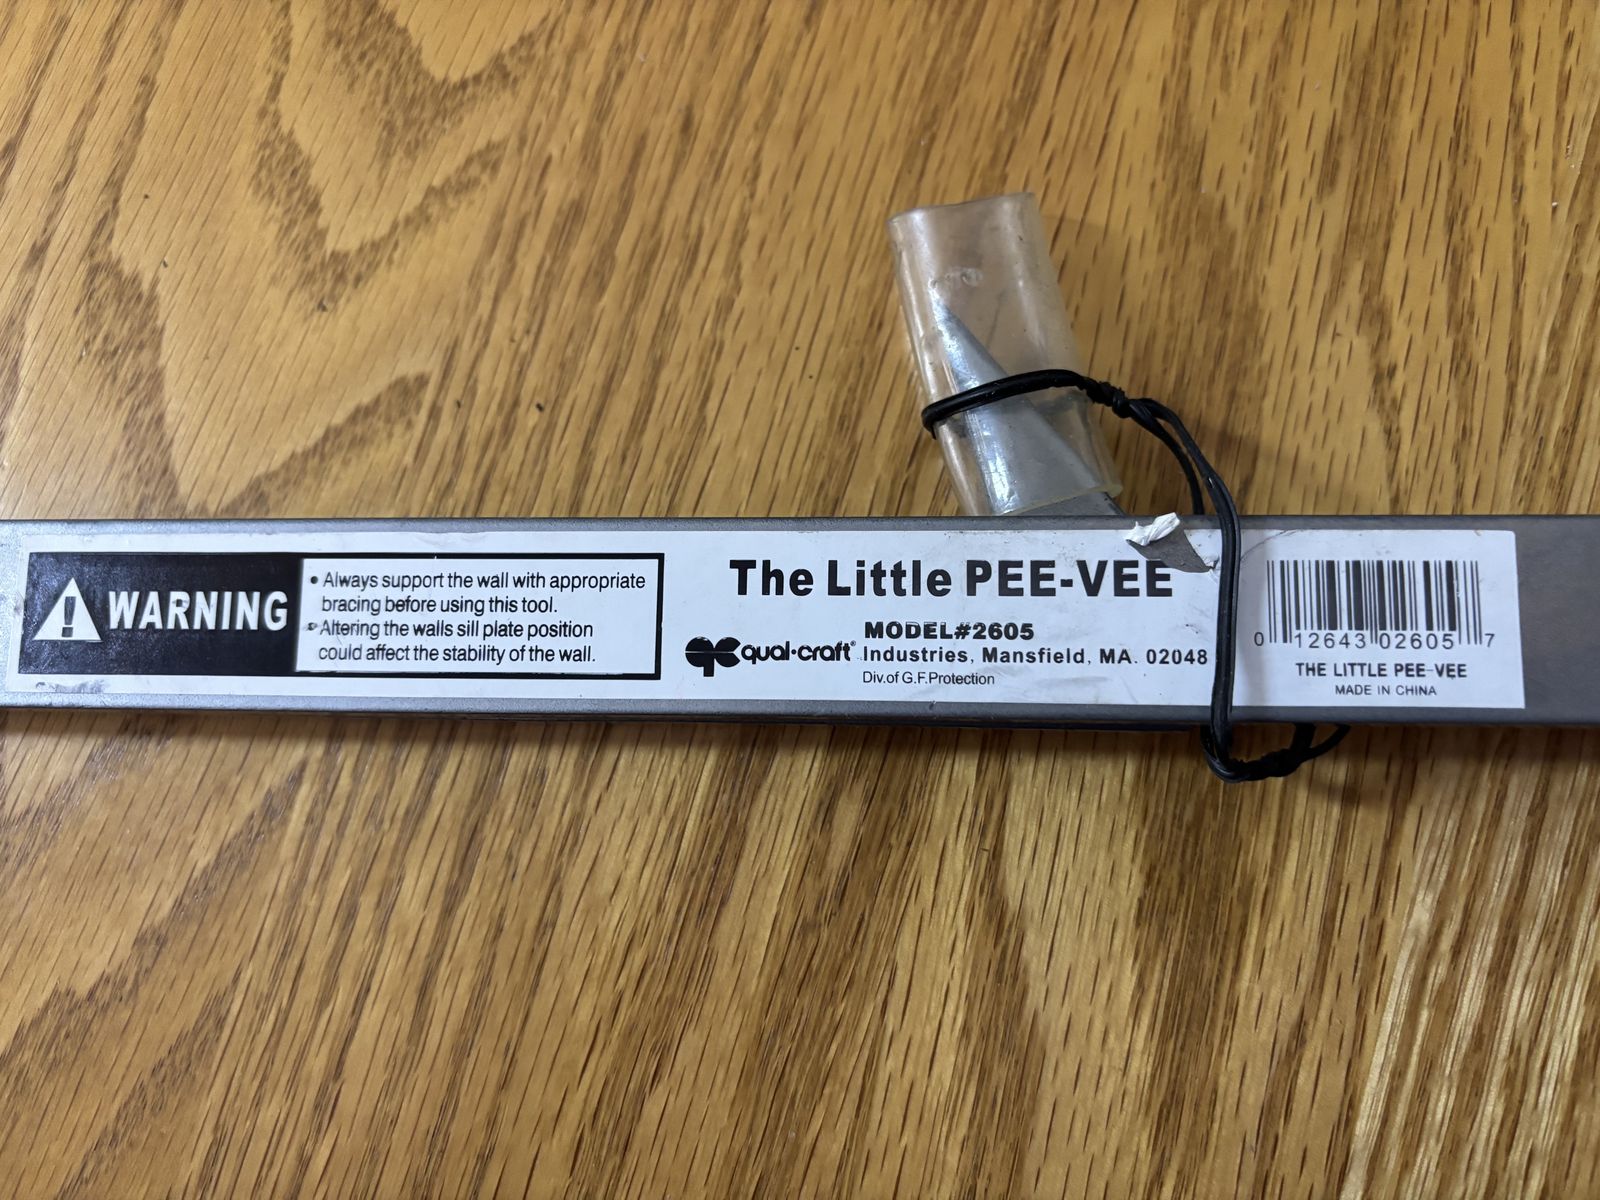 WARNING
• Always support the wall with appropriate
bracing before using this tool.
• Altering the walls sill plate position
could affect the stability of the wall.
The Little PEE-VEE
MODEL#2605
qual·craft® Industries, Mansfield, MA. 02048
Div.of G.F.Protection
0 12643 02605 7
THE LITTLE PEE-VEE
MADE IN CHINA